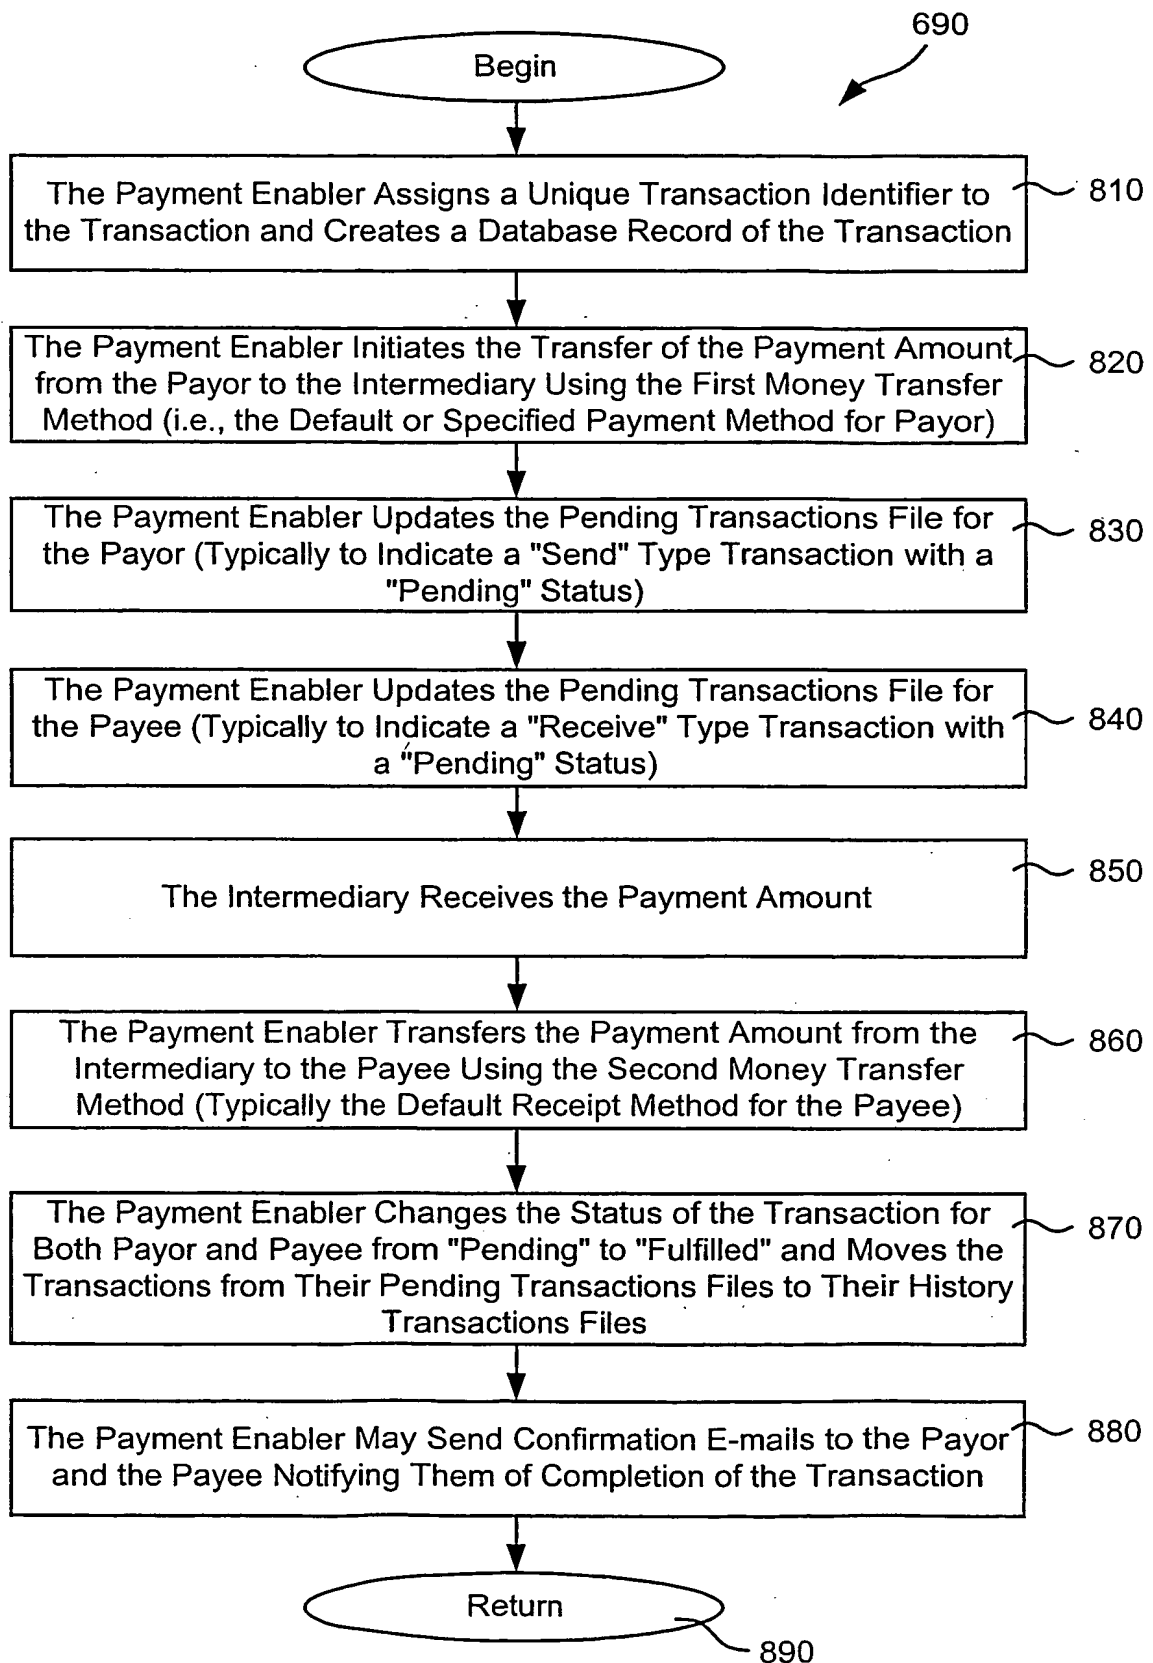 690
Begin
The Payment Enabler Assigns a Unique Transaction Identifier to
the Transaction and Creates a Database Record of the Transaction
810
The Payment Enabler Initiates the Transfer of the Payment Amount
from the Payor to the Intermediary Using the First Money Transfer
Method (i.e., the Default or Specified Payment Method for Payor)
820
The Payment Enabler Updates the Pending Transactions File for
the Payor (Typically to Indicate a "Send" Type Transaction with a
"Pending" Status)
830
The Payment Enabler Updates the Pending Transactions File for
the Payee (Typically to Indicate a "Receive" Type Transaction with
a "Pending" Status)
840
The Intermediary Receives the Payment Amount
850
The Payment Enabler Transfers the Payment Amount from the
Intermediary to the Payee Using the Second Money Transfer
Method (Typically the Default Receipt Method for the Payee)
860
The Payment Enabler Changes the Status of the Transaction for
Both Payor and Payee from "Pending" to "Fulfilled" and Moves the
Transactions from Their Pending Transactions Files to Their History
Transactions Files
870
The Payment Enabler May Send Confirmation E-mails to the Payor
and the Payee Notifying Them of Completion of the Transaction
880
Return
890